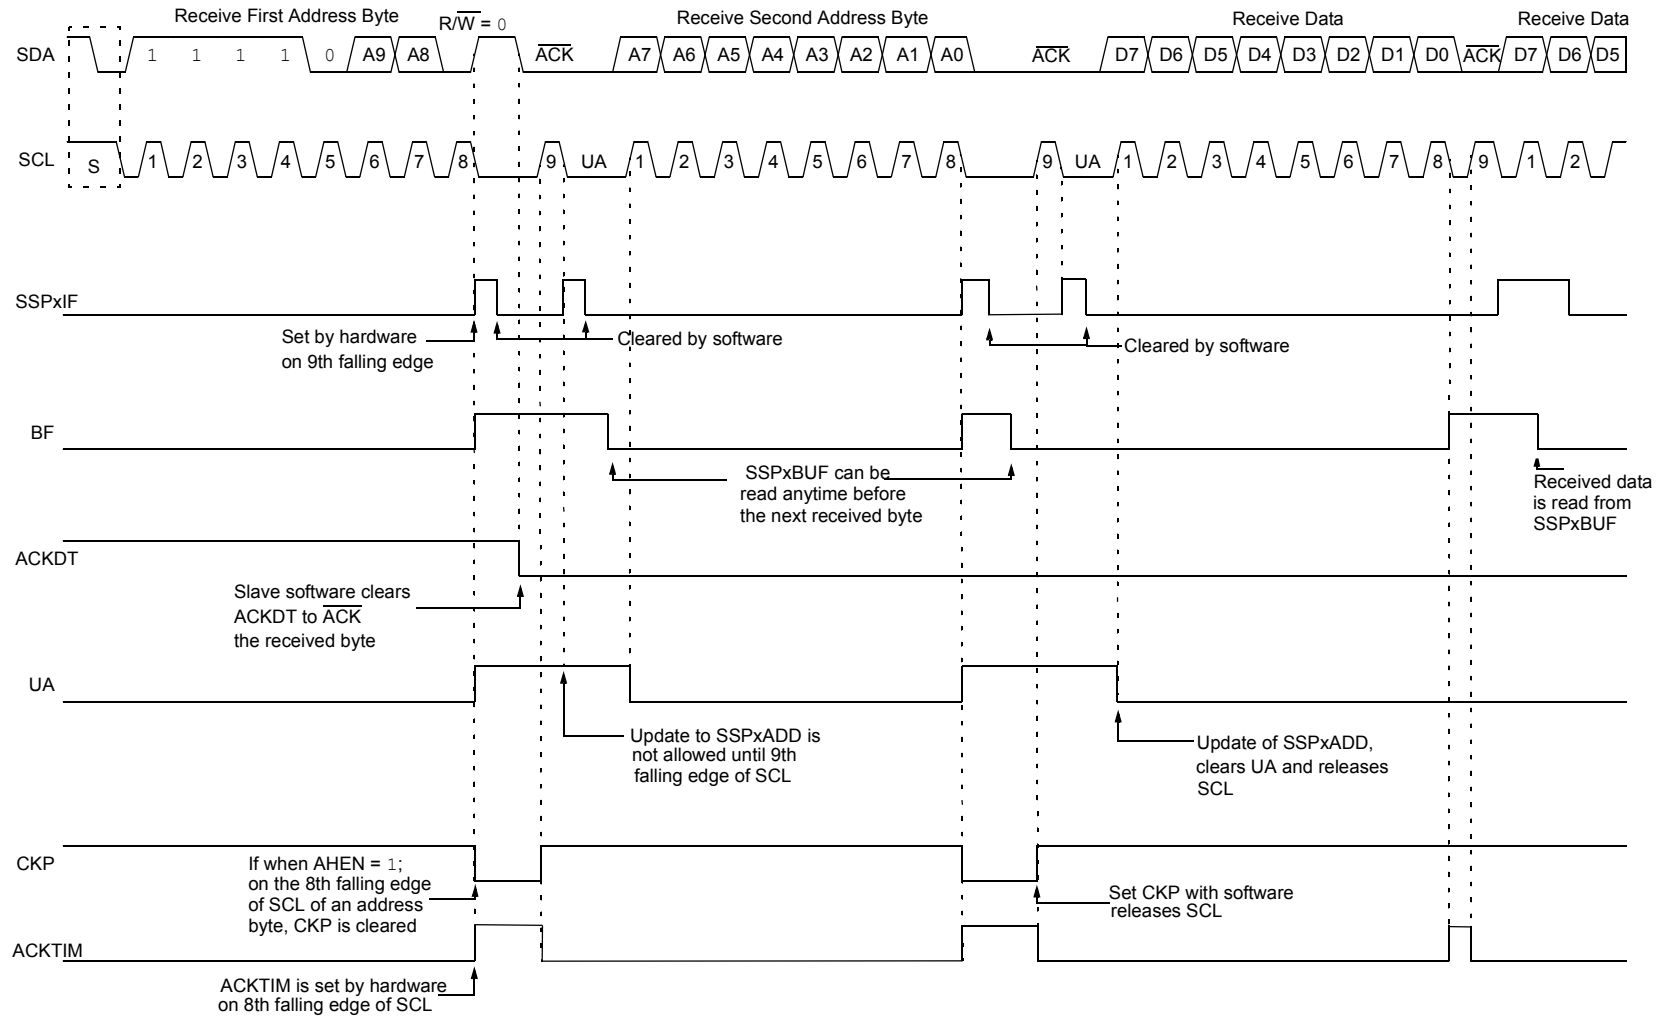 Receive First Address Byte
R/W = 0
Receive Second Address Byte
Receive Data
Receive Data
SDA
1 1 1 1 0 A9 A8 ACK A7 A6 A5 A4 A3 A2 A1 A0 ACK D7 D6 D5 D4 D3 D2 D1 D0 ACK D7 D6 D5
SCL
S 1 2 3 4 5 6 7 8 9 UA 1 2 3 4 5 6 7 8 9 UA 1 2 3 4 5 6 7 8 9 1 2
SSPxIF
Set by hardware
on 9th falling edge
Cleared by software
Cleared by software
BF
SSPxBUF can be
read anytime before
the next received byte
Received data
is read from
SSPxBUF
ACKDT
Slave software clears
ACKDT to ACK
the received byte
UA
Update to SSPxADD is
not allowed until 9th
falling edge of SCL
Update of SSPxADD,
clears UA and releases
SCL
CKP
If when AHEN = 1;
on the 8th falling edge
of SCL of an address
byte, CKP is cleared
Set CKP with software
releases SCL
ACKTIM
ACKTIM is set by hardware
on 8th falling edge of SCL